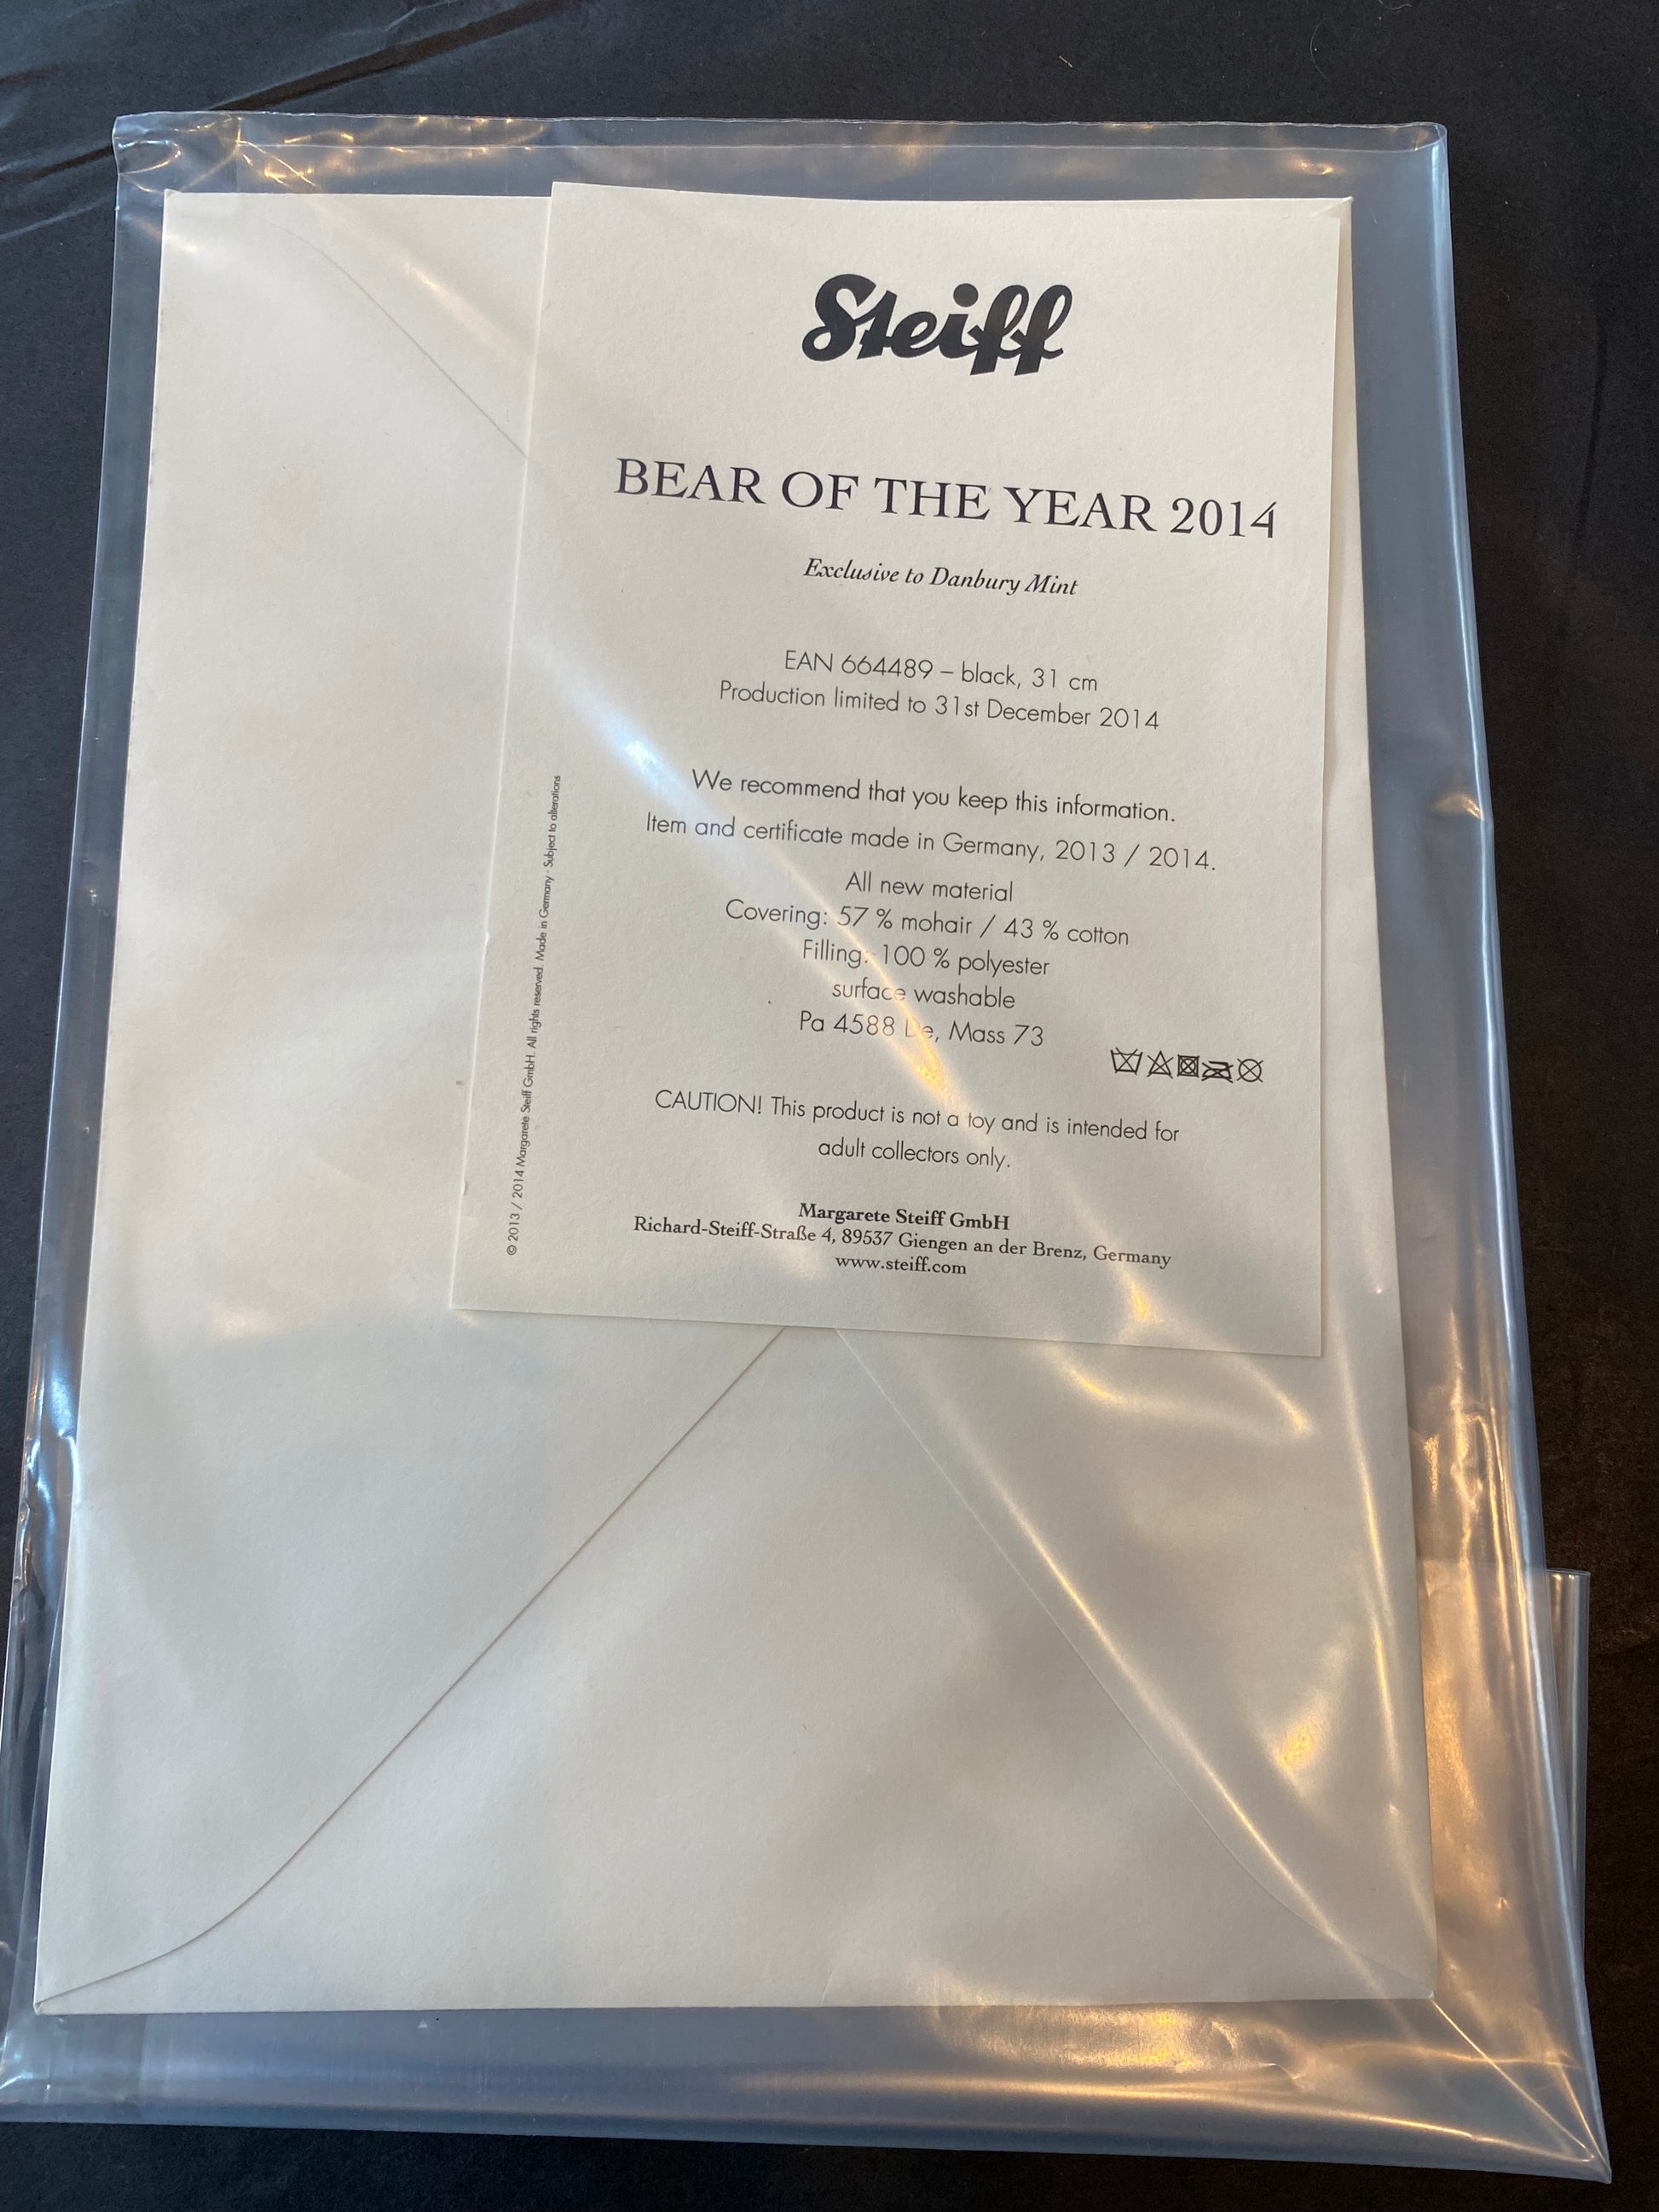 Steiff
BEAR OF THE YEAR 2014
Exclusive to Danbury Mint
EAN 664489 – black, 31 cm
Production limited to 31st December 2014
We recommend that you keep this information.
Item and certificate made in Germany, 2013 / 2014.
All new material
Covering: 57 % mohair / 43 % cotton
Filling: 100 % polyester
surface washable
Pa 4588 De, Mass 73
CAUTION! This product is not a toy and is intended for
adult collectors only.
Margarete Steiff GmbH
Richard-Steiff-Straße 4, 89537 Giengen an der Brenz, Germany
www.steiff.com
© 2013 / 2014 Margarete Steiff GmbH. All rights reserved. Made in Germany · Subject to alterations